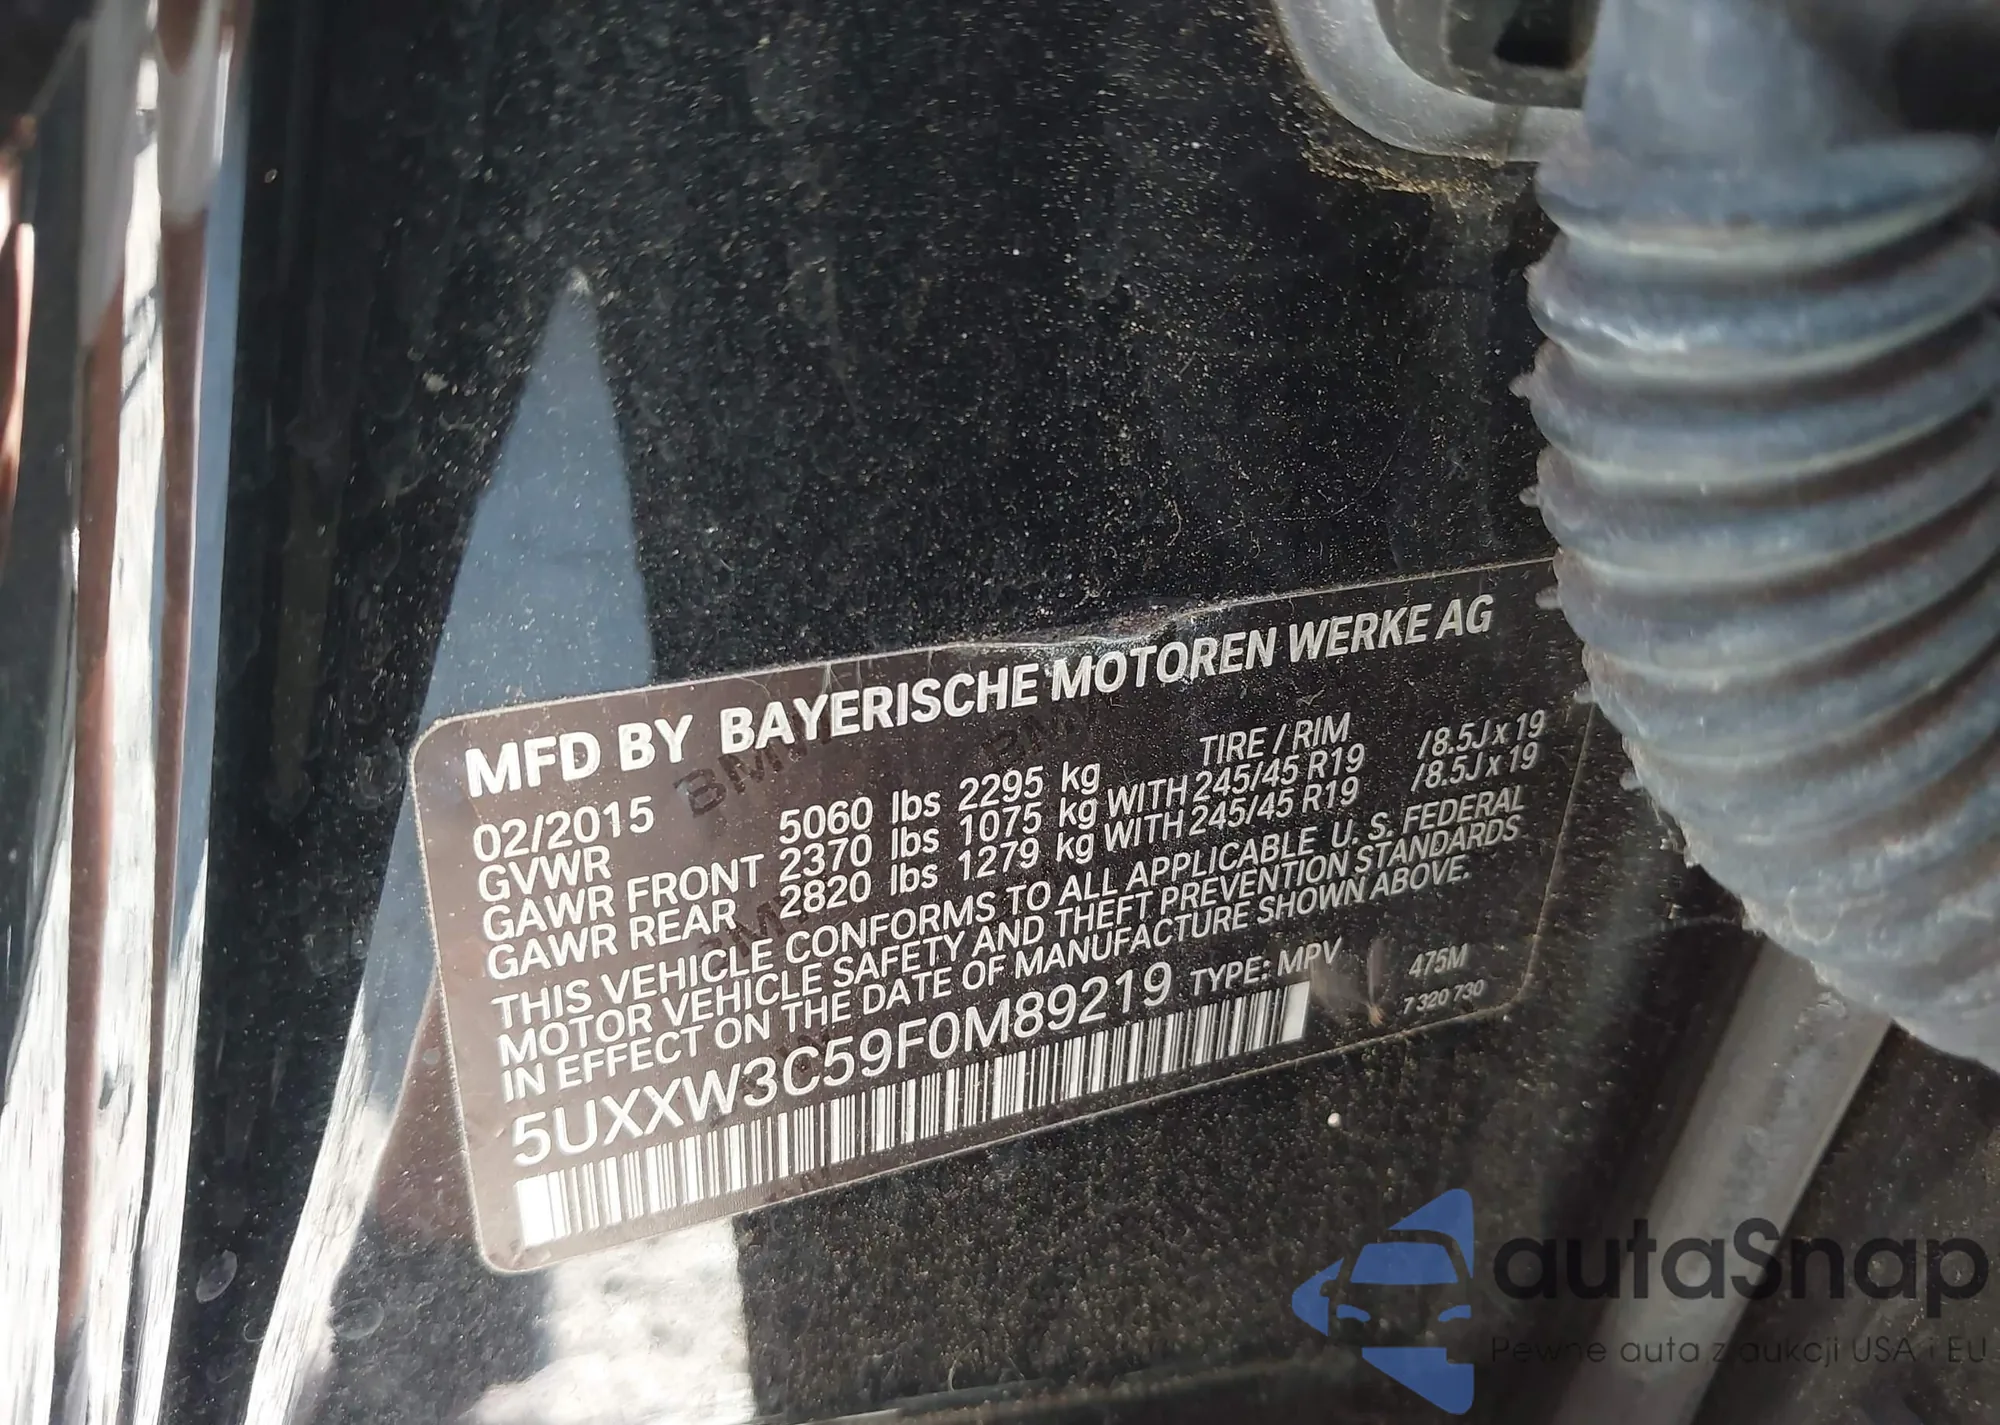 MFD BY BAYERISCHE MOTOREN WERKE AG
02/2015 TIRE / RIM
GVWR 5060 lbs 2295 kg
GAWR FRONT 2370 lbs 1075 kg WITH 245/45 R19 /8.5J x 19
GAWR REAR 2820 lbs 1279 kg WITH 245/45 R19 /8.5J x 19
THIS VEHICLE CONFORMS TO ALL APPLICABLE U. S. FEDERAL
MOTOR VEHICLE SAFETY AND THEFT PREVENTION STANDARDS
IN EFFECT ON THE DATE OF MANUFACTURE SHOWN ABOVE.
5UXXW3C59F0M89219 TYPE: MPV 475M
7 320 730
autaSnap
Pewne auta z aukcji USA i EU